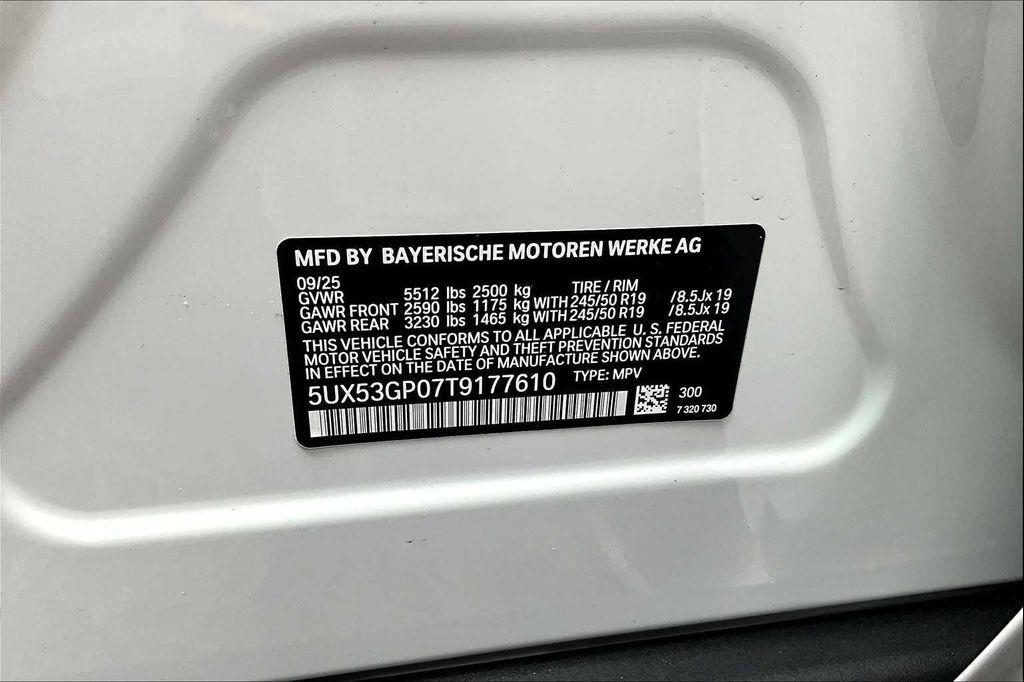 MFD BY BAYERISCHE MOTOREN WERKE AG
09/25 TIRE / RIM
GVWR 5512 lbs 2500 kg
GAWR FRONT 2590 lbs 1175 kg WITH 245/50 R19 /8.5Jx 19
GAWR REAR 3230 lbs 1465 kg WITH 245/50 R19 /8.5Jx 19
THIS VEHICLE CONFORMS TO ALL APPLICABLE U. S. FEDERAL
MOTOR VEHICLE SAFETY AND THEFT PREVENTION STANDARDS
IN EFFECT ON THE DATE OF MANUFACTURE SHOWN ABOVE.
5UX53GP07T9177610 TYPE: MPV
300
7 320 730